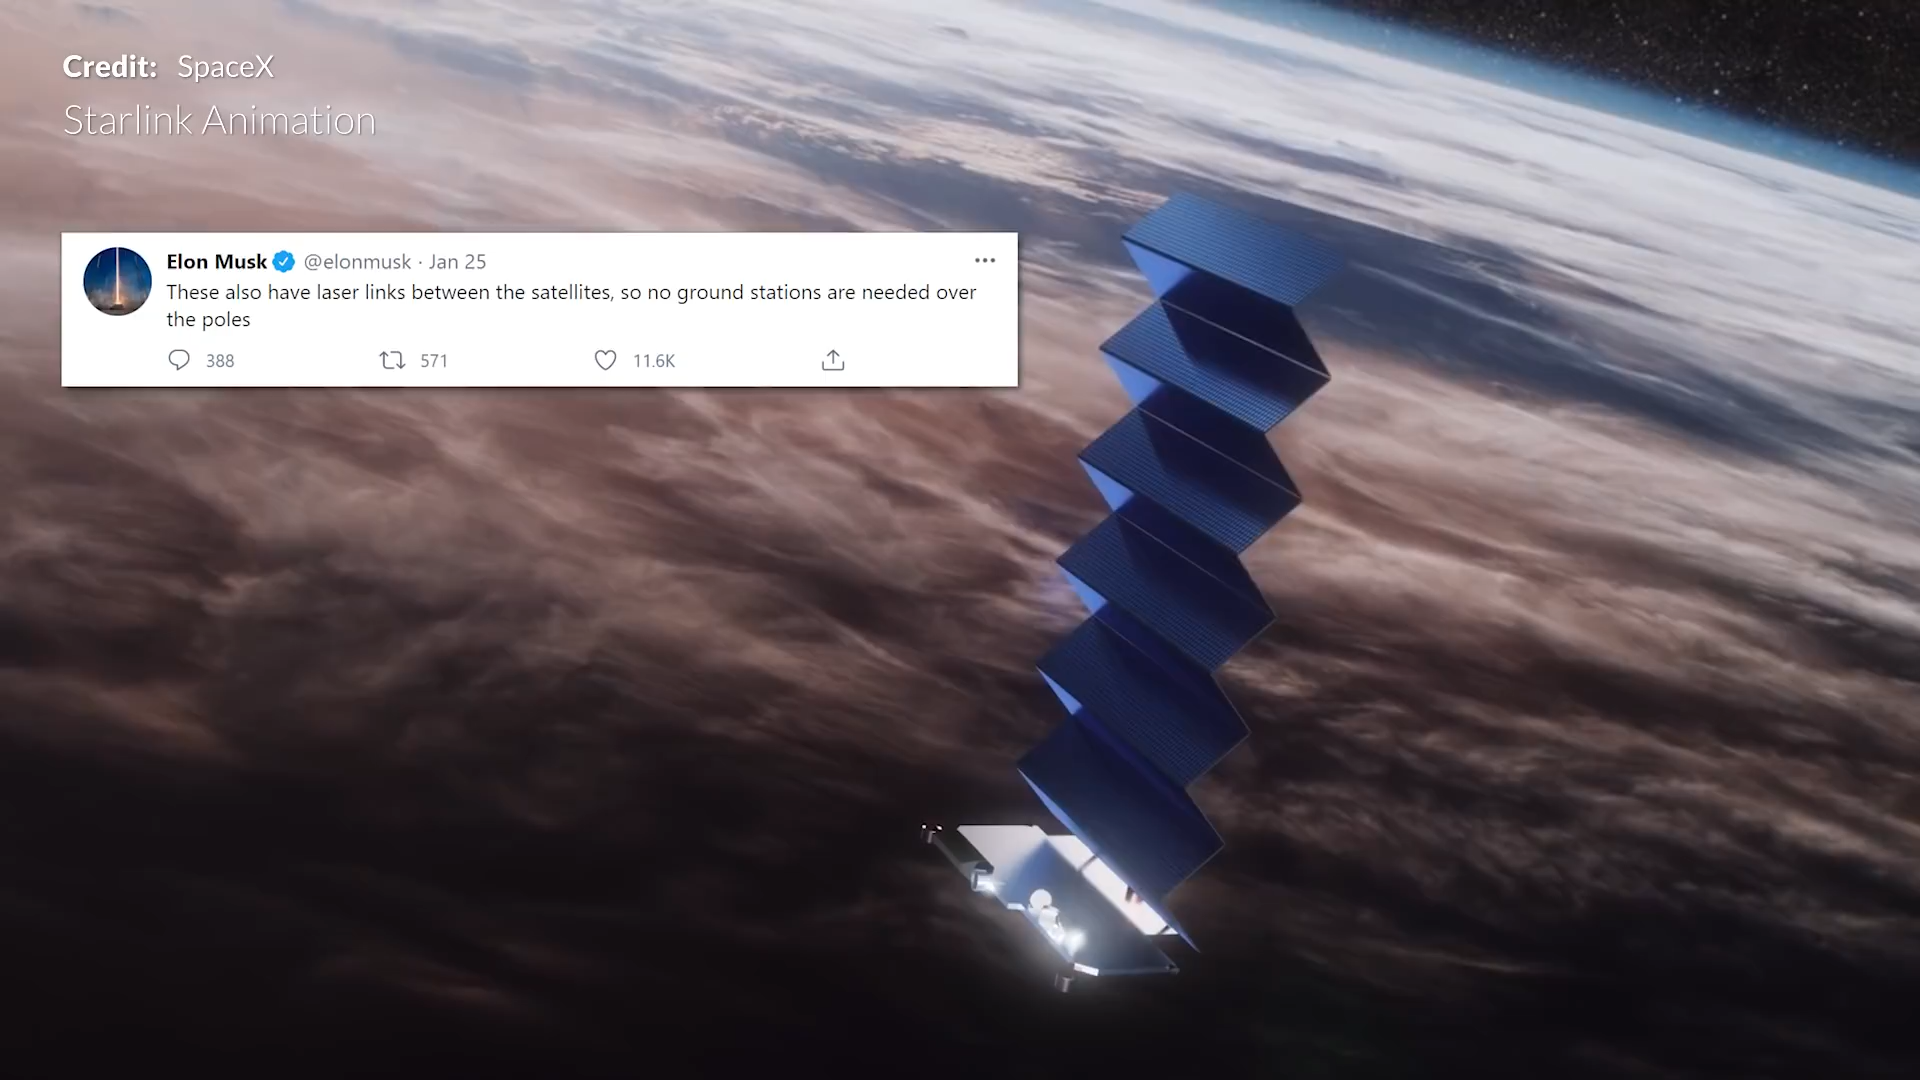 Credit: SpaceX
Starlink Animation
Elon Musk @elonmusk · Jan 25
These also have laser links between the satellites, so no ground stations are needed over
the poles
388 571 11.6K